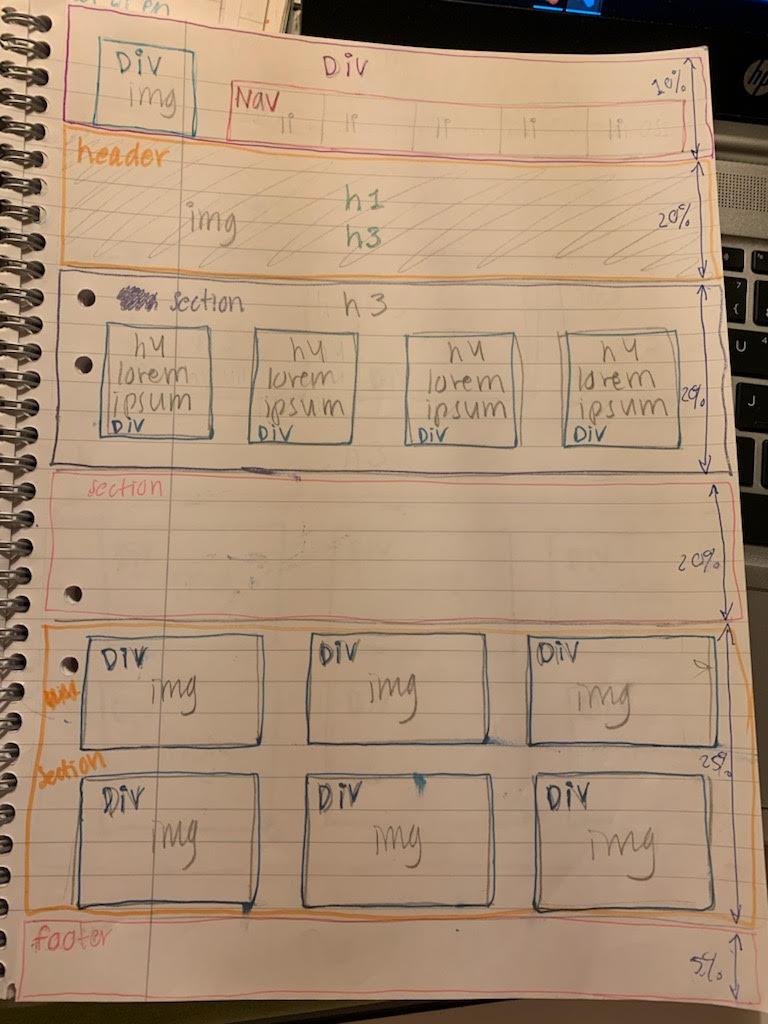 Div
Div
img
10%
Nav
li li li li li
header
h1
img
h3
20%
section h3
h4 h4 h4 h4
lorem lorem lorem lorem
ipsum ipsum ipsum ipsum
Div Div Div Div
20%
section
20%
Div Div Div
img img img
section
25%
Div Div Div
img img img
footer
5%
hp